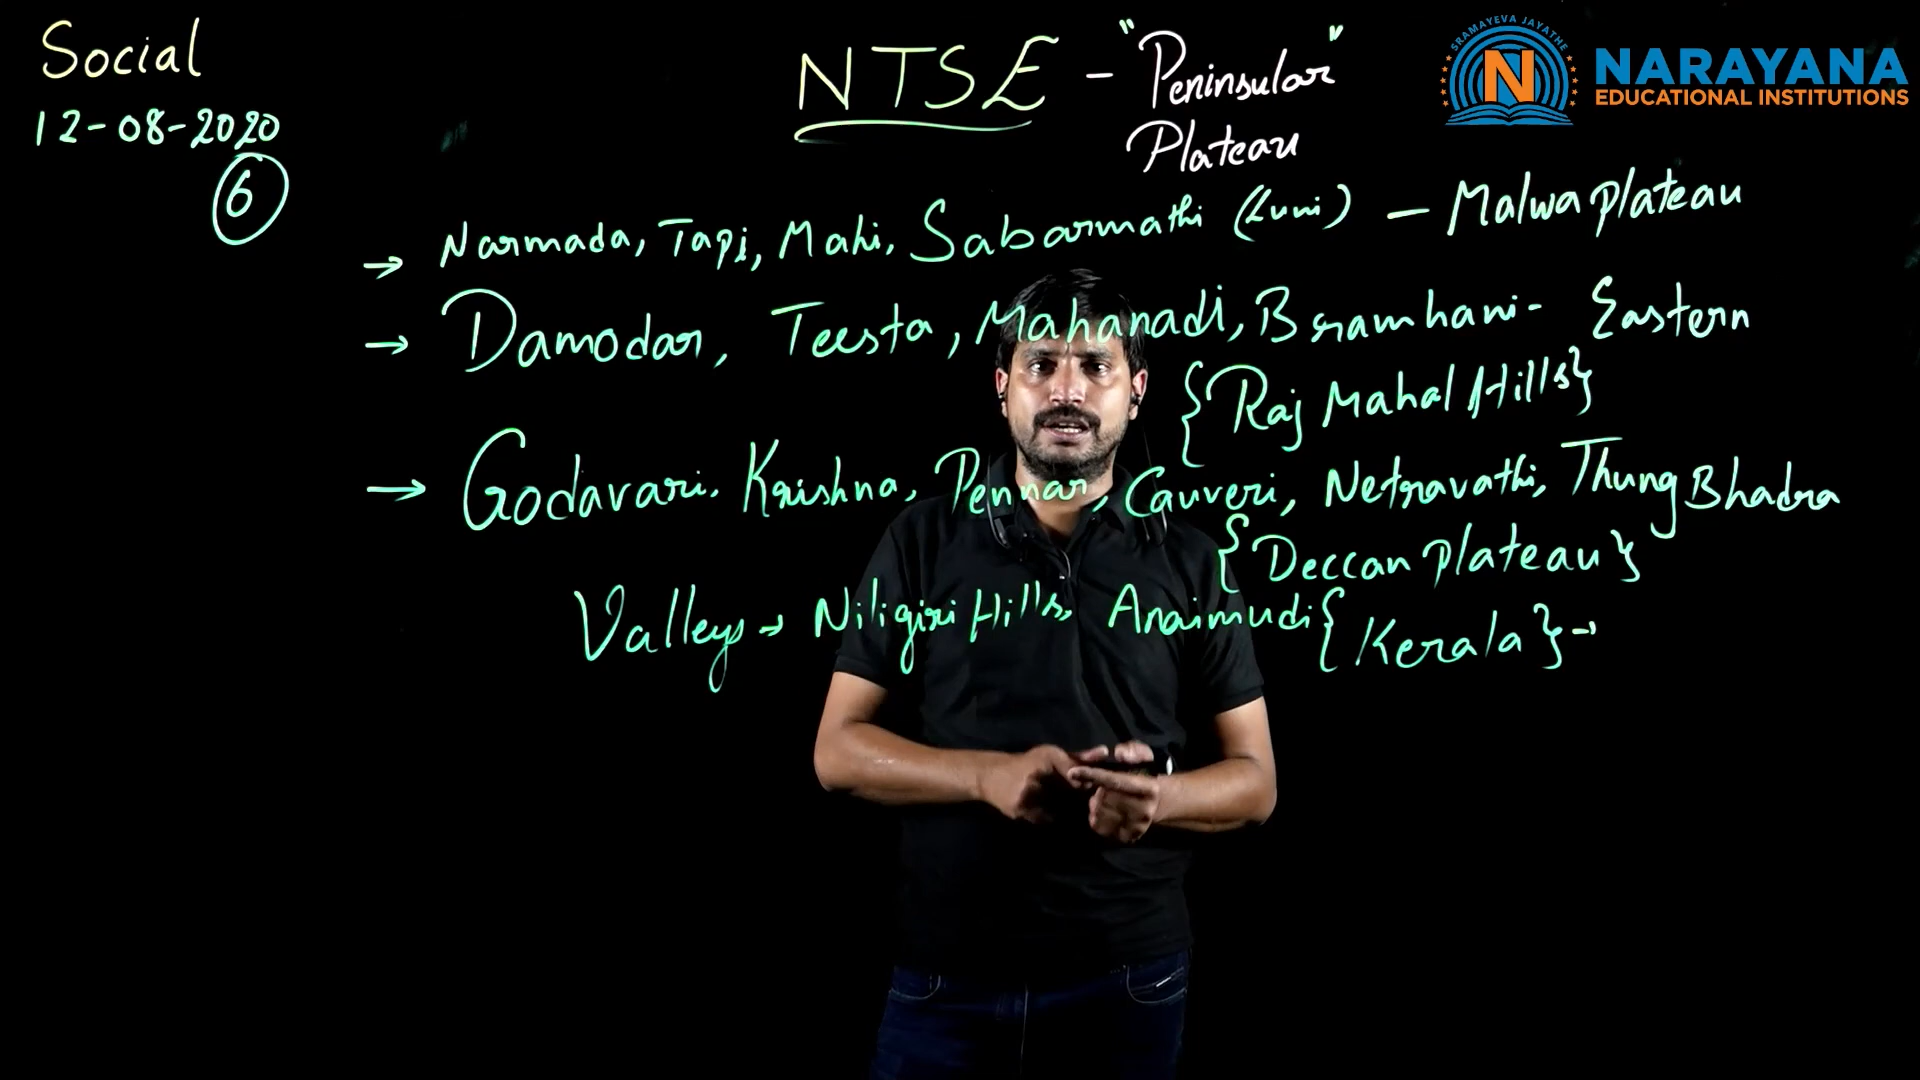 Social
12-08-2020
6
NTSE - "Peninsular"
Plateau
SRAMAYEVA JAYATHE
N
NARAYANA
EDUCATIONAL INSTITUTIONS
→ Narmada, Tapi, Mahi, Sabarmathi (Luni) - Malwa plateau
→ Damodar, Teesta, Mahanadi, Bramhani - Eastern
{Raj Mahal Hills}
→ Godavari, Krishna, Pennar, Cauveri, Netravathi, Thung Bhadra
{Deccan plateau}
Valleys → Niligiri Hills, Anaimudi {Kerala} →